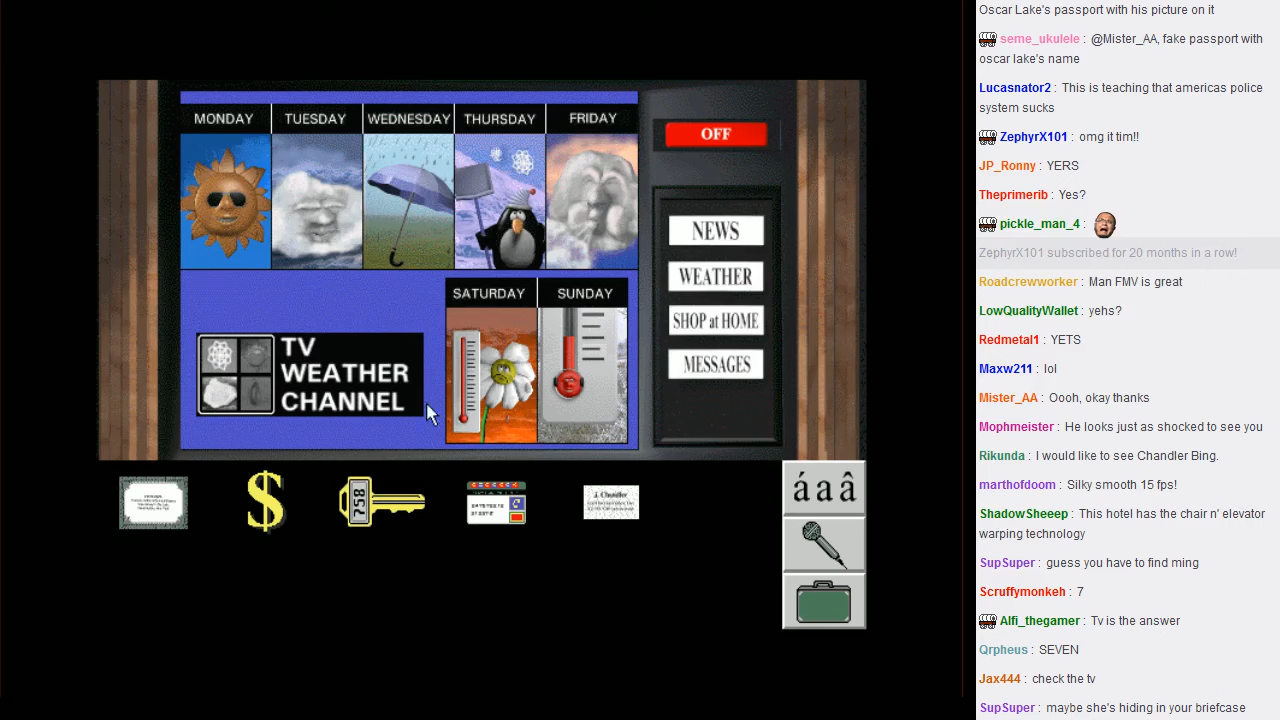 MONDAY TUESDAY WEDNESDAY THURSDAY FRIDAY
SATURDAY SUNDAY
TV
WEATHER
CHANNEL
OFF
NEWS
WEATHER
SHOP at HOME
MESSAGES
758
J. Chandler
á a â
Oscar Lake's passport with his picture on it
seme_ukulele : @Mister_AA, fake passport with
oscar lake's name
Lucasnator2 : This is teaching that americas police
system sucks
ZephyrX101 : omg it tim!!
JP_Ronny : YERS
Theprimerib : Yes?
pickle_man_4 :
ZephyrX101 subscribed for 20 months in a row!
Roadcrewworker : Man FMV is great
LowQualityWallet : yehs?
Redmetal1 : YETS
Maxw211 : lol
Mister_AA : Oooh, okay thanks
Mophmeister : He looks just as shocked to see you
Rikunda : I would like to see Chandler Bing.
marthofdoom : Silky smooth 15 fps!
ShadowSheeep : This hotel has their own elevator
warping technology
SupSuper : guess you have to find ming
Scruffymonkeh : 7
Alfi_thegamer : Tv is the answer
Qrpheus : SEVEN
Jax444 : check the tv
SupSuper : maybe she's hiding in your briefcase